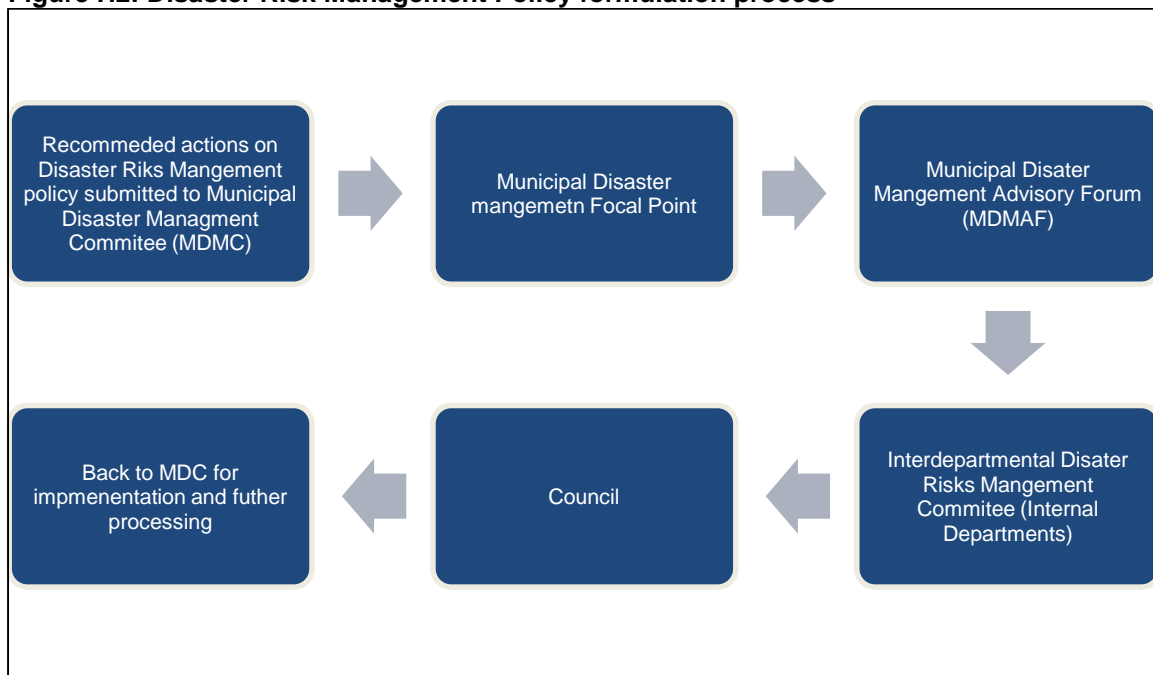 Figure 7.2: Disaster Risk Management Policy formulation process
Recommeded actions on
Disaster Riks Mangement
policy submitted to Municipal
Disaster Managment
Commitee (MDMC)
Municipal Disaster
mangemetn Focal Point
Municipal Disater
Mangement Advisory Forum
(MDMAF)
Interdepartmental Disater
Risks Mangement
Commitee (Internal
Departments)
Council
Back to MDC for
impmenentation and futher
processing